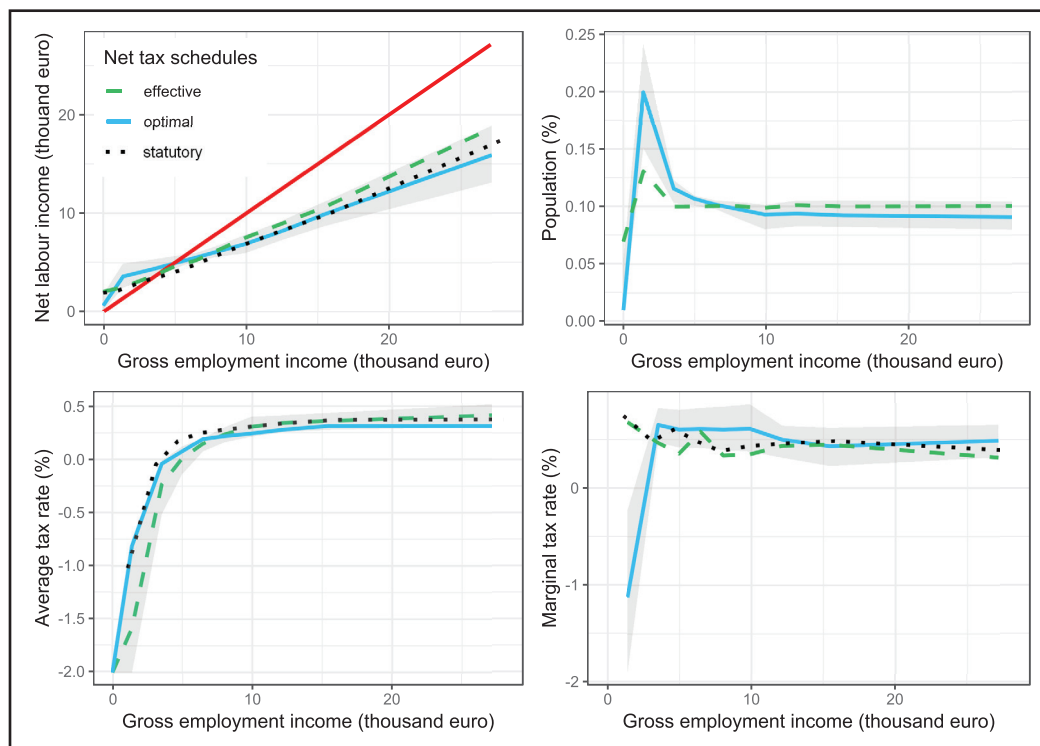 Net labour income (thousand euro)
20
10
0
Net tax schedules
effective
optimal
statutory
0
10
20
Gross employment income (thousand euro)
Population (%)
0.25
0.20
0.15
0.10
0.05
0.00
0
10
20
Gross employment income (thousand euro)
Average tax rate (%)
0.5
0.0
-0.5
-1.0
-1.5
-2.0
0
10
20
Gross employment income (thousand euro)
Marginal tax rate (%)
0
-1
-2
0
10
20
Gross employment income (thousand euro)